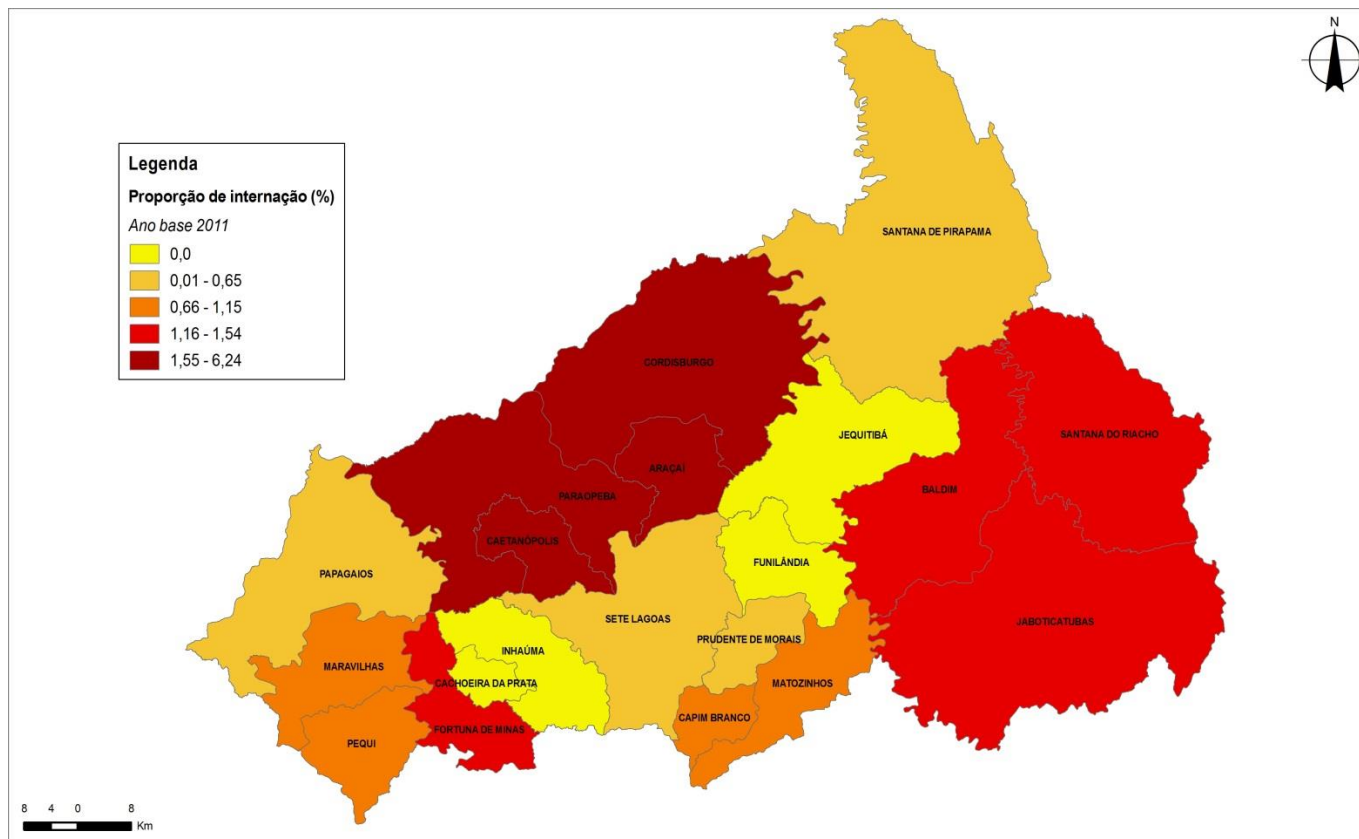 N
Legenda
Proporção de internação (%)
Ano base 2011
0,0
0,01 - 0,65
0,66 - 1,15
1,16 - 1,54
1,55 - 6,24
SANTANA DE PIRAPAMA
CORDISBURGO
JEQUITIBÁ
SANTANA DO RIACHO
ARAÇAÍ
BALDIM
PARAOPEBA
CAETANÓPOLIS
FUNILÂNDIA
PAPAGAIOS
SETE LAGOAS
JABOTICATUBAS
PRUDENTE DE MORAIS
INHAÚMA
MARAVILHAS
CACHOEIRA DA PRATA
MATOZINHOS
CAPIM BRANCO
FORTUNA DE MINAS
PEQUI
8 4 0 8
Km